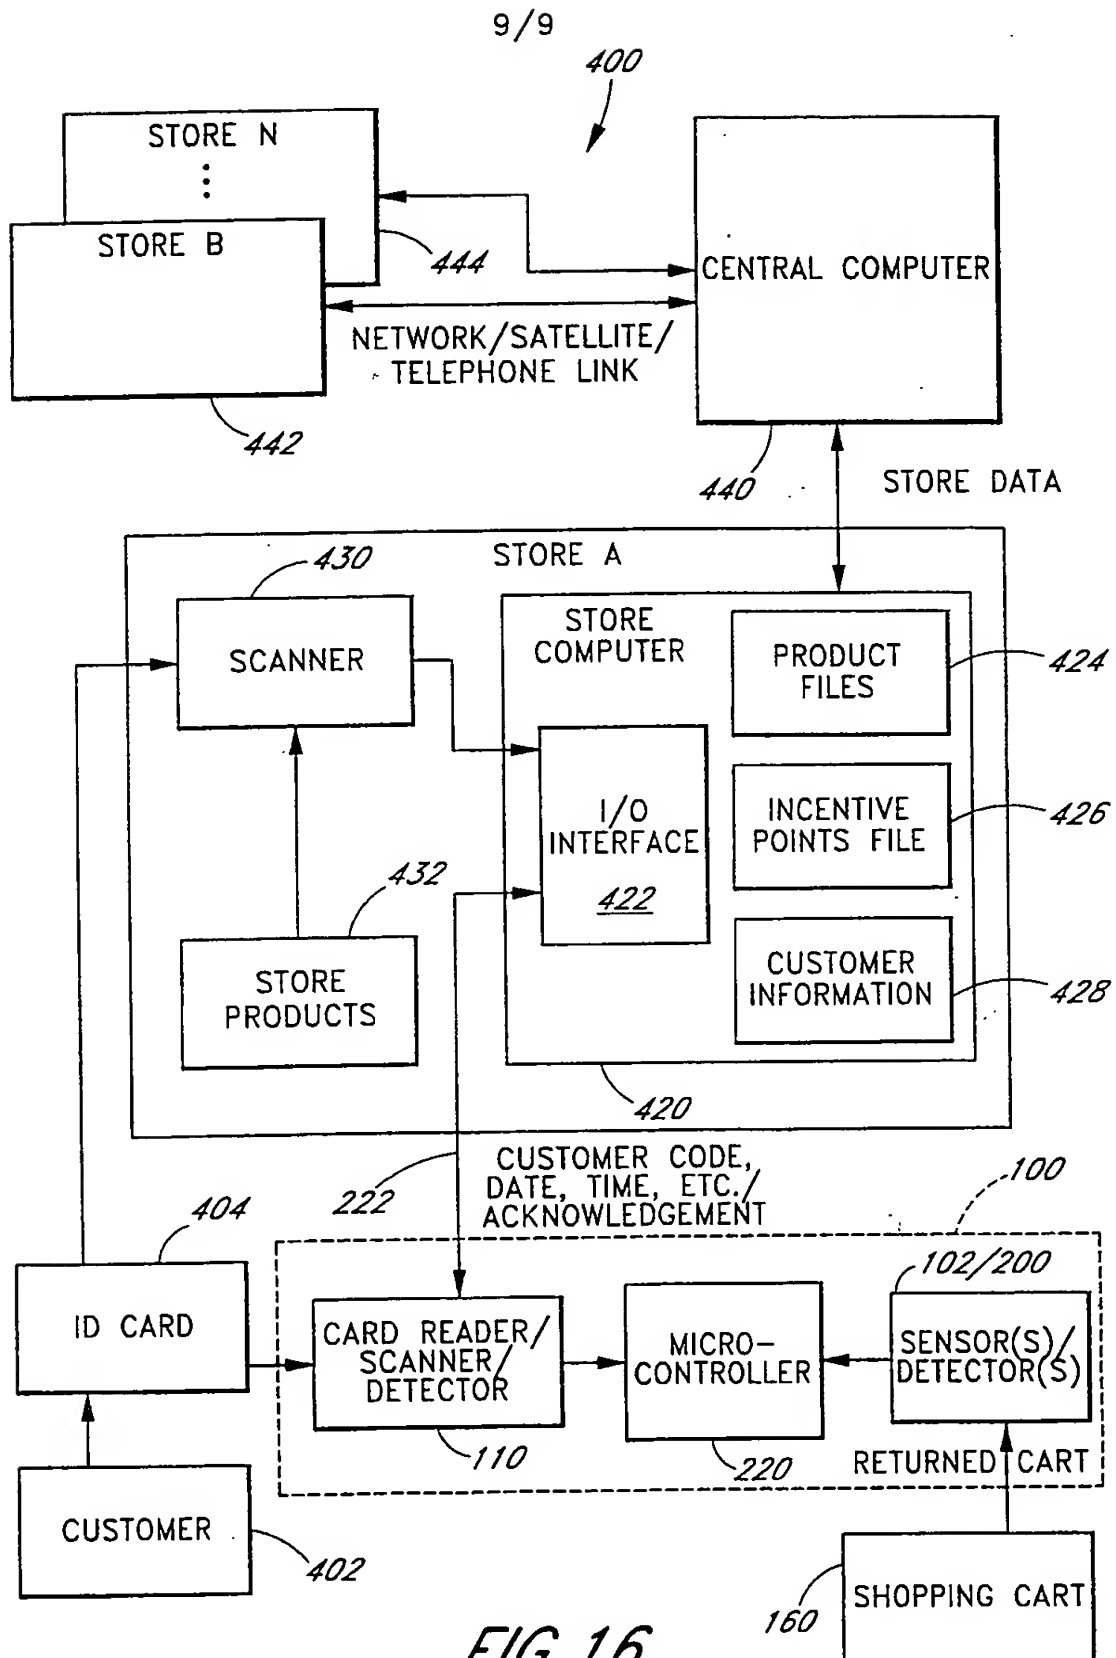 9/9
400
STORE N
STORE B
444
CENTRAL COMPUTER
NETWORK/SATELLITE/
TELEPHONE LINK
442
440
STORE DATA
STORE A
430
SCANNER
STORE
COMPUTER
PRODUCT
FILES
424
I/O
INTERFACE
422
INCENTIVE
POINTS FILE
426
432
STORE
PRODUCTS
CUSTOMER
INFORMATION
428
420
222
CUSTOMER CODE,
DATE, TIME, ETC./
ACKNOWLEDGEMENT
100
404
ID CARD
CARD READER/
SCANNER/
DETECTOR
110
MICRO-
CONTROLLER
220
102/200
SENSOR(S)/
DETECTOR(S)
RETURNED CART
CUSTOMER
402
SHOPPING CART
160
FIG. 16